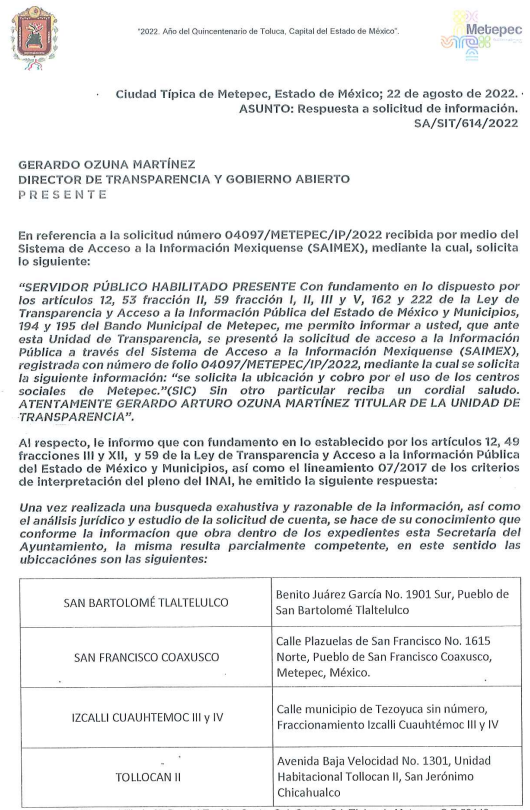 "2022. Año del Quincentenario de Toluca, Capital del Estado de México".
Metepec
Ciudad Típica de Metepec, Estado de México; 22 de agosto de 2022.
ASUNTO: Respuesta a solicitud de información.
SA/SIT/614/2022
GERARDO OZUNA MARTÍNEZ
DIRECTOR DE TRANSPARENCIA Y GOBIERNO ABIERTO
P R E S E N T E
En referencia a la solicitud número 04097/METEPEC/IP/2022 recibida por medio del
Sistema de Acceso a la Información Mexiquense (SAIMEX), mediante la cual, solicita
lo siguiente:
"SERVIDOR PÚBLICO HABILITADO PRESENTE Con fundamento en lo dispuesto por
los artículos 12, 53 fracción II, 59 fracción I, II, III y V, 162 y 222 de la Ley de
Transparencia y Acceso a la Información Pública del Estado de México y Municipios,
194 y 195 del Bando Municipal de Metepec, me permito informar a usted, que ante
esta Unidad de Transparencia, se presentó la solicitud de acceso a la Información
Pública a través del Sistema de Acceso a la Información Mexiquense (SAIMEX),
registrada con número de folio 04097/METEPEC/IP/2022, mediante la cual se solicita
la siguiente información: "se solicita la ubicación y cobro por el uso de los centros
sociales de Metepec."(SIC) Sin otro particular reciba un cordial saludo.
ATENTAMENTE GERARDO ARTURO OZUNA MARTÍNEZ TITULAR DE LA UNIDAD DE
TRANSPARENCIA".
Al respecto, le informo que con fundamento en lo establecido por los artículos 12, 49
fracciones III y XII, y 59 de la Ley de Transparencia y Acceso a la Información Pública
del Estado de México y Municipios, así como el lineamiento 07/2017 de los criterios
de interpretación del pleno del INAI, he emitido la siguiente respuesta:
Una vez realizada una busqueda exahustiva y razonable de la información, así como
el análisis jurídico y estudio de la solicitud de cuenta, se hace de su conocimiento que
conforme la informacion que obra dentro de los expedientes esta Secretaría del
Ayuntamiento, la misma resulta parcialmente competente, en este sentido las
ubiccaciónes son las siguientes:
SAN BARTOLOMÉ TLALTELULCO
Benito Juárez García No. 1901 Sur, Pueblo de
San Bartolomé Tlaltelulco
SAN FRANCISCO COAXUSCO
Calle Plazuelas de San Francisco No. 1615
Norte, Pueblo de San Francisco Coaxusco,
Metepec, México.
IZCALLI CUAUHTEMOC III y IV
Calle municipio de Tezoyuca sin número,
Fraccionamiento Izcalli Cuauhtémoc III y IV
TOLLOCAN II
Avenida Baja Velocidad No. 1301, Unidad
Habitacional Tollocan II, San Jerónimo
Chicahualco